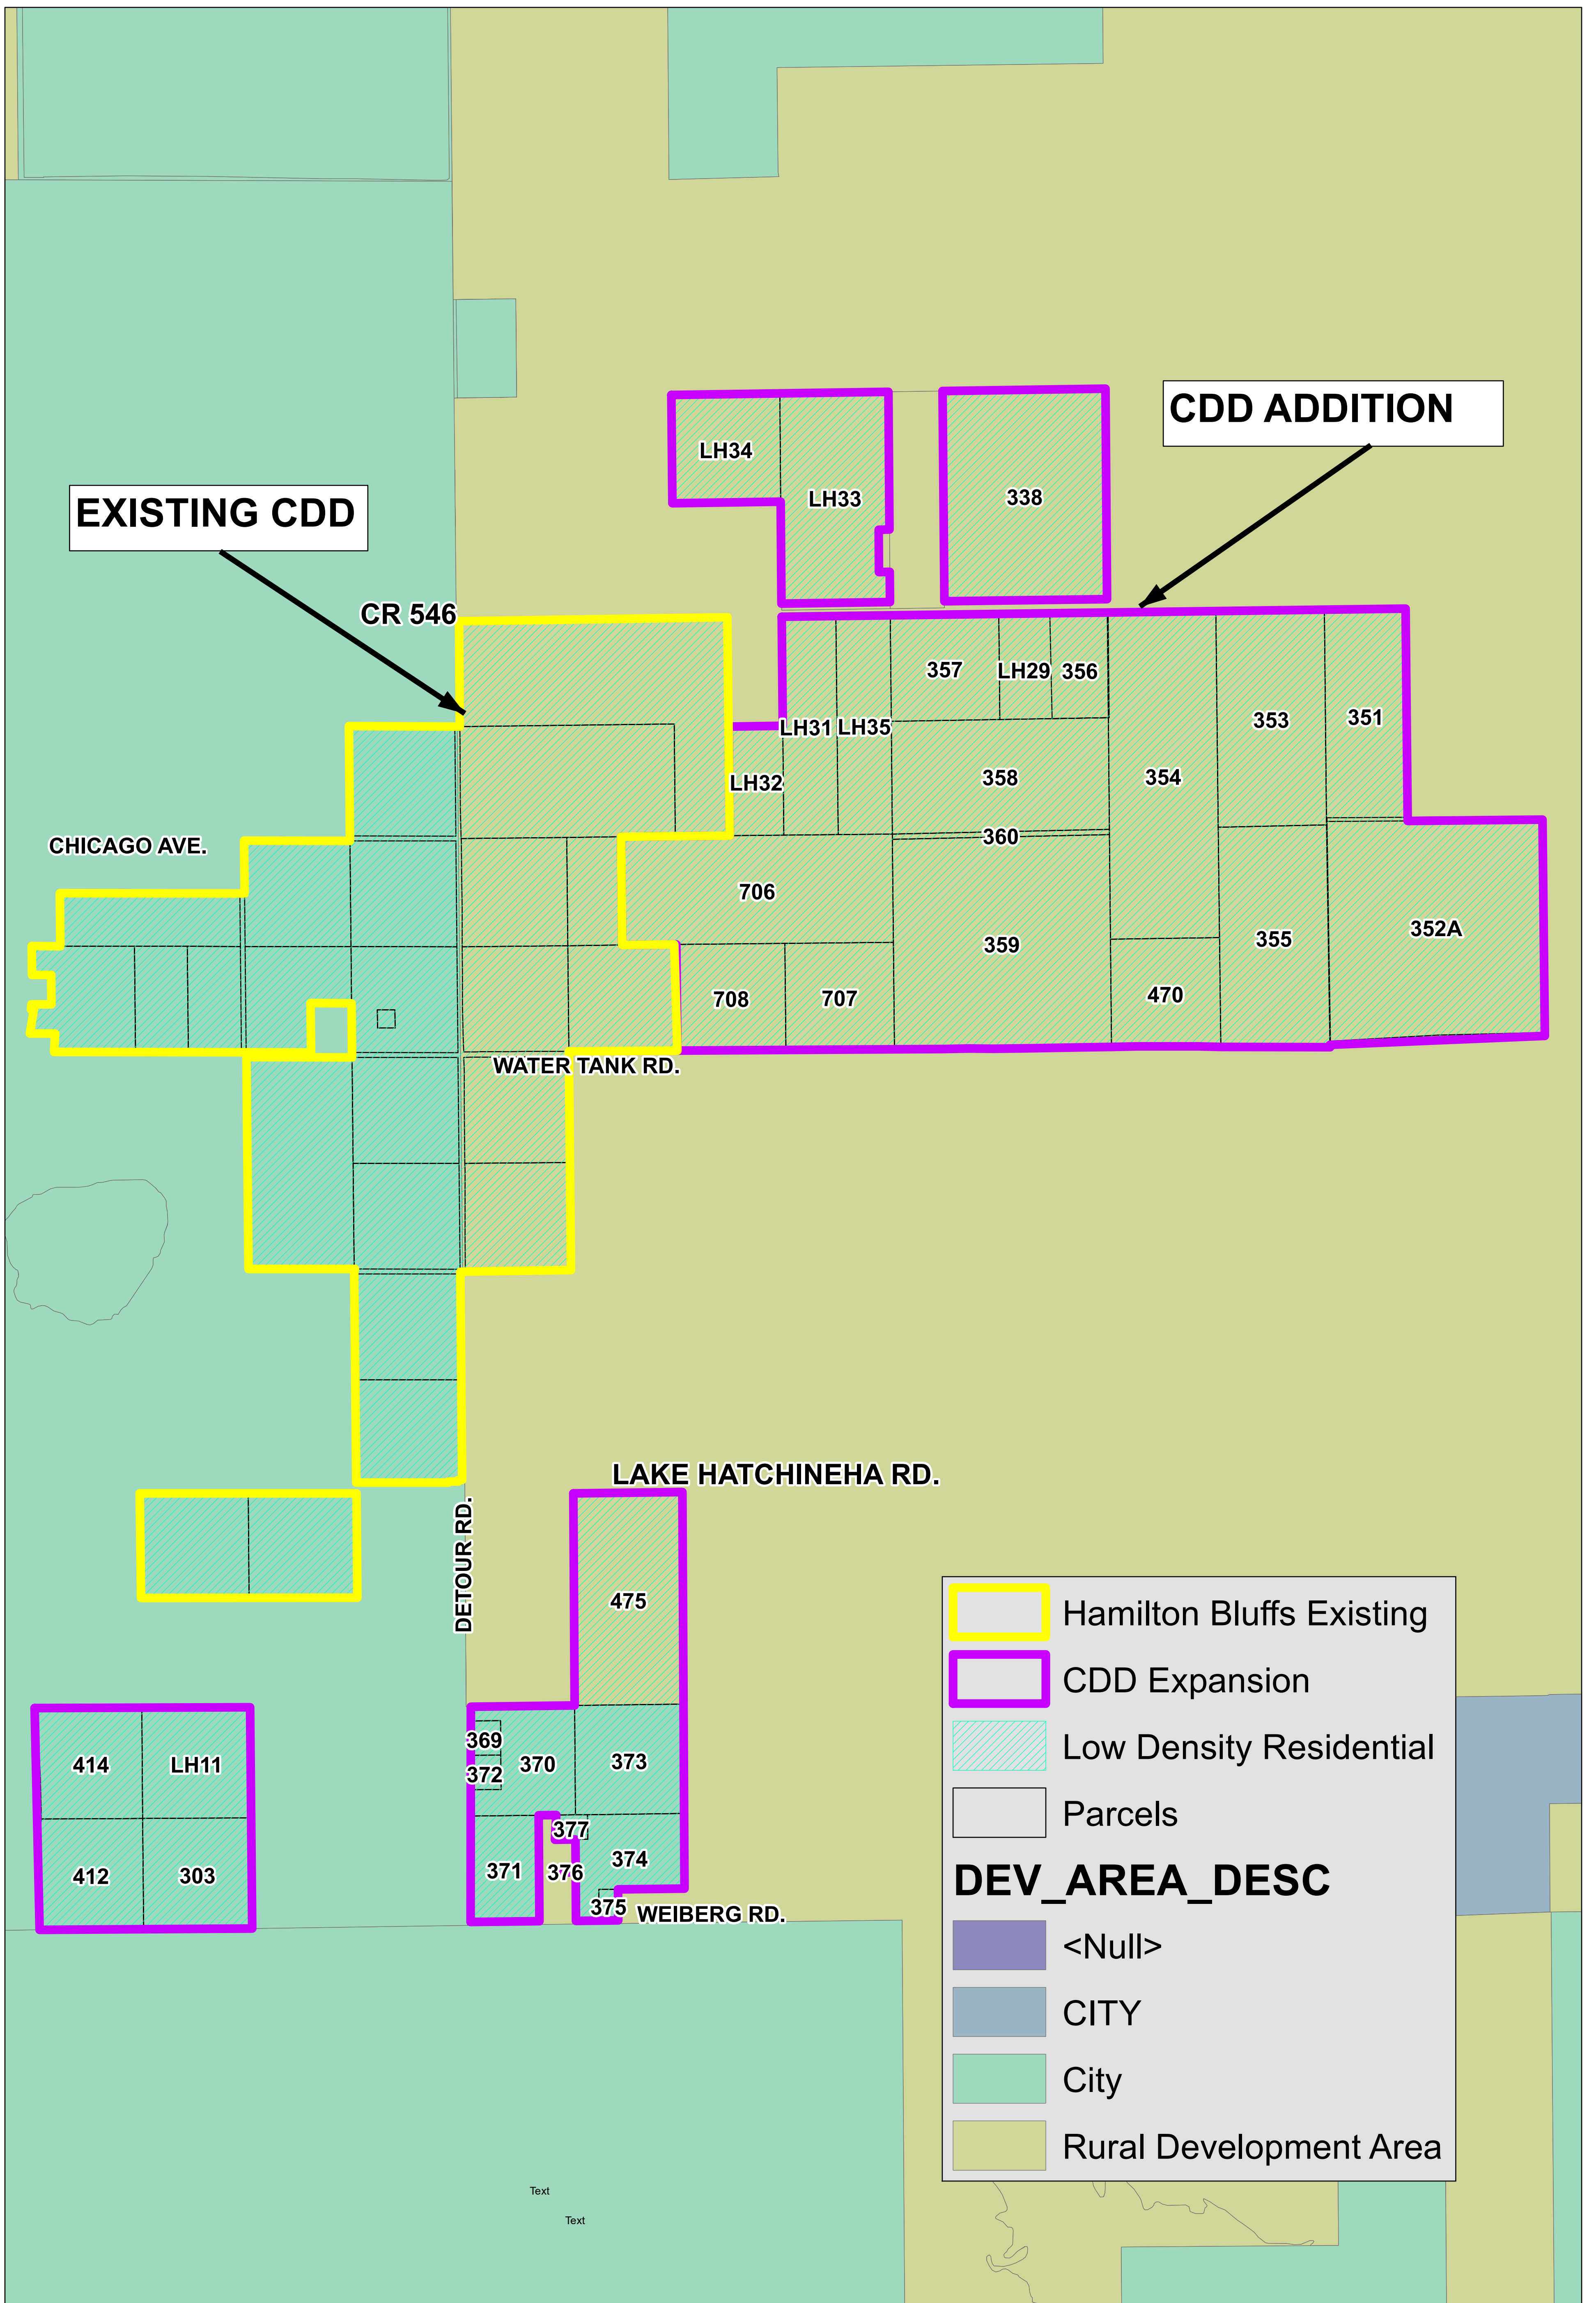 CDD ADDITION
LH34
LH33
338
EXISTING CDD
CR 546
357
LH29
356
353
351
LH31
LH35
LH32
358
354
CHICAGO AVE.
360
706
359
355
352A
708
707
470
WATER TANK RD.
LAKE HATCHINEHA RD.
DETOUR RD.
475
414
LH11
369
370
373
372
377
412
303
371
376
374
375
WEIBERG RD.
Hamilton Bluffs Existing
CDD Expansion
Low Density Residential
Parcels
DEV_AREA_DESC
<Null>
CITY
City
Rural Development Area
Text
Text